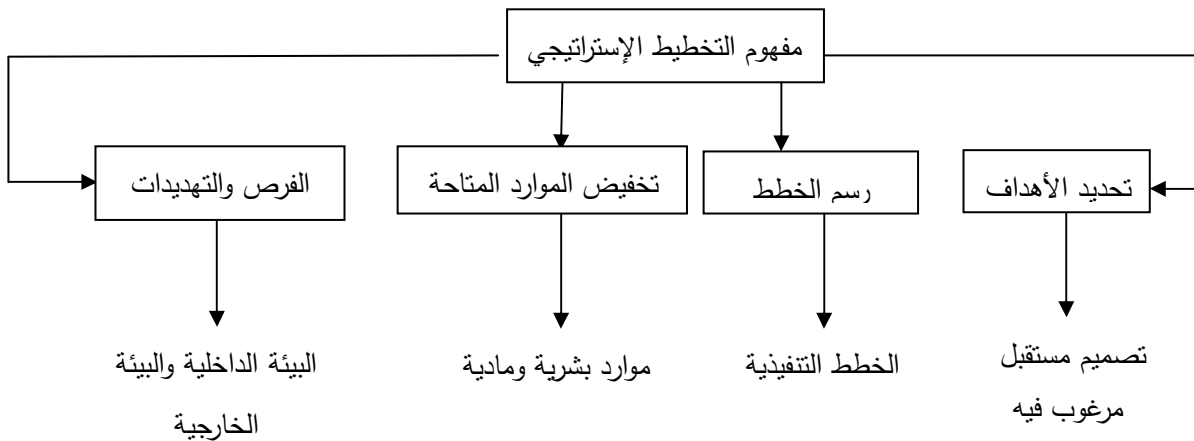 مفهوم التخطيط الإستراتيجي
تحديد الأهداف
رسم الخطط
تخفيض الموارد المتاحة
الفرص والتهديدات
تصميم مستقبل
مرغوب فيه
الخطط التنفيذية
موارد بشرية ومادية
البيئة الداخلية والبيئة
الخارجية